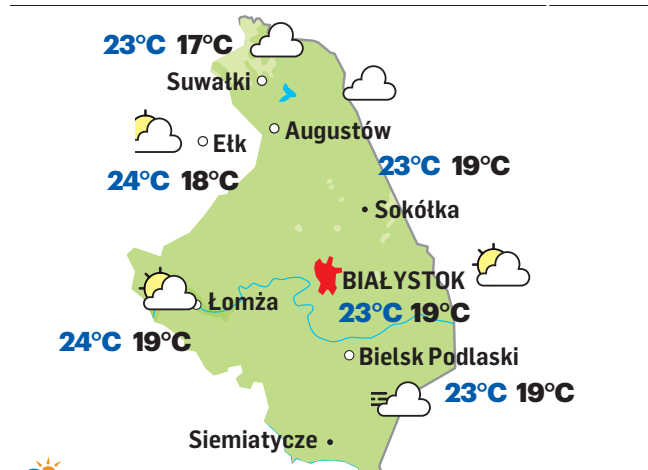 23°C 17°C
Suwałki
Augustów
Ełk
23°C 19°C
24°C 18°C
Sokółka
BIAŁYSTOK
Łomża
23°C 19°C
24°C 19°C
Bielsk Podlaski
23°C 19°C
Siemiatycze